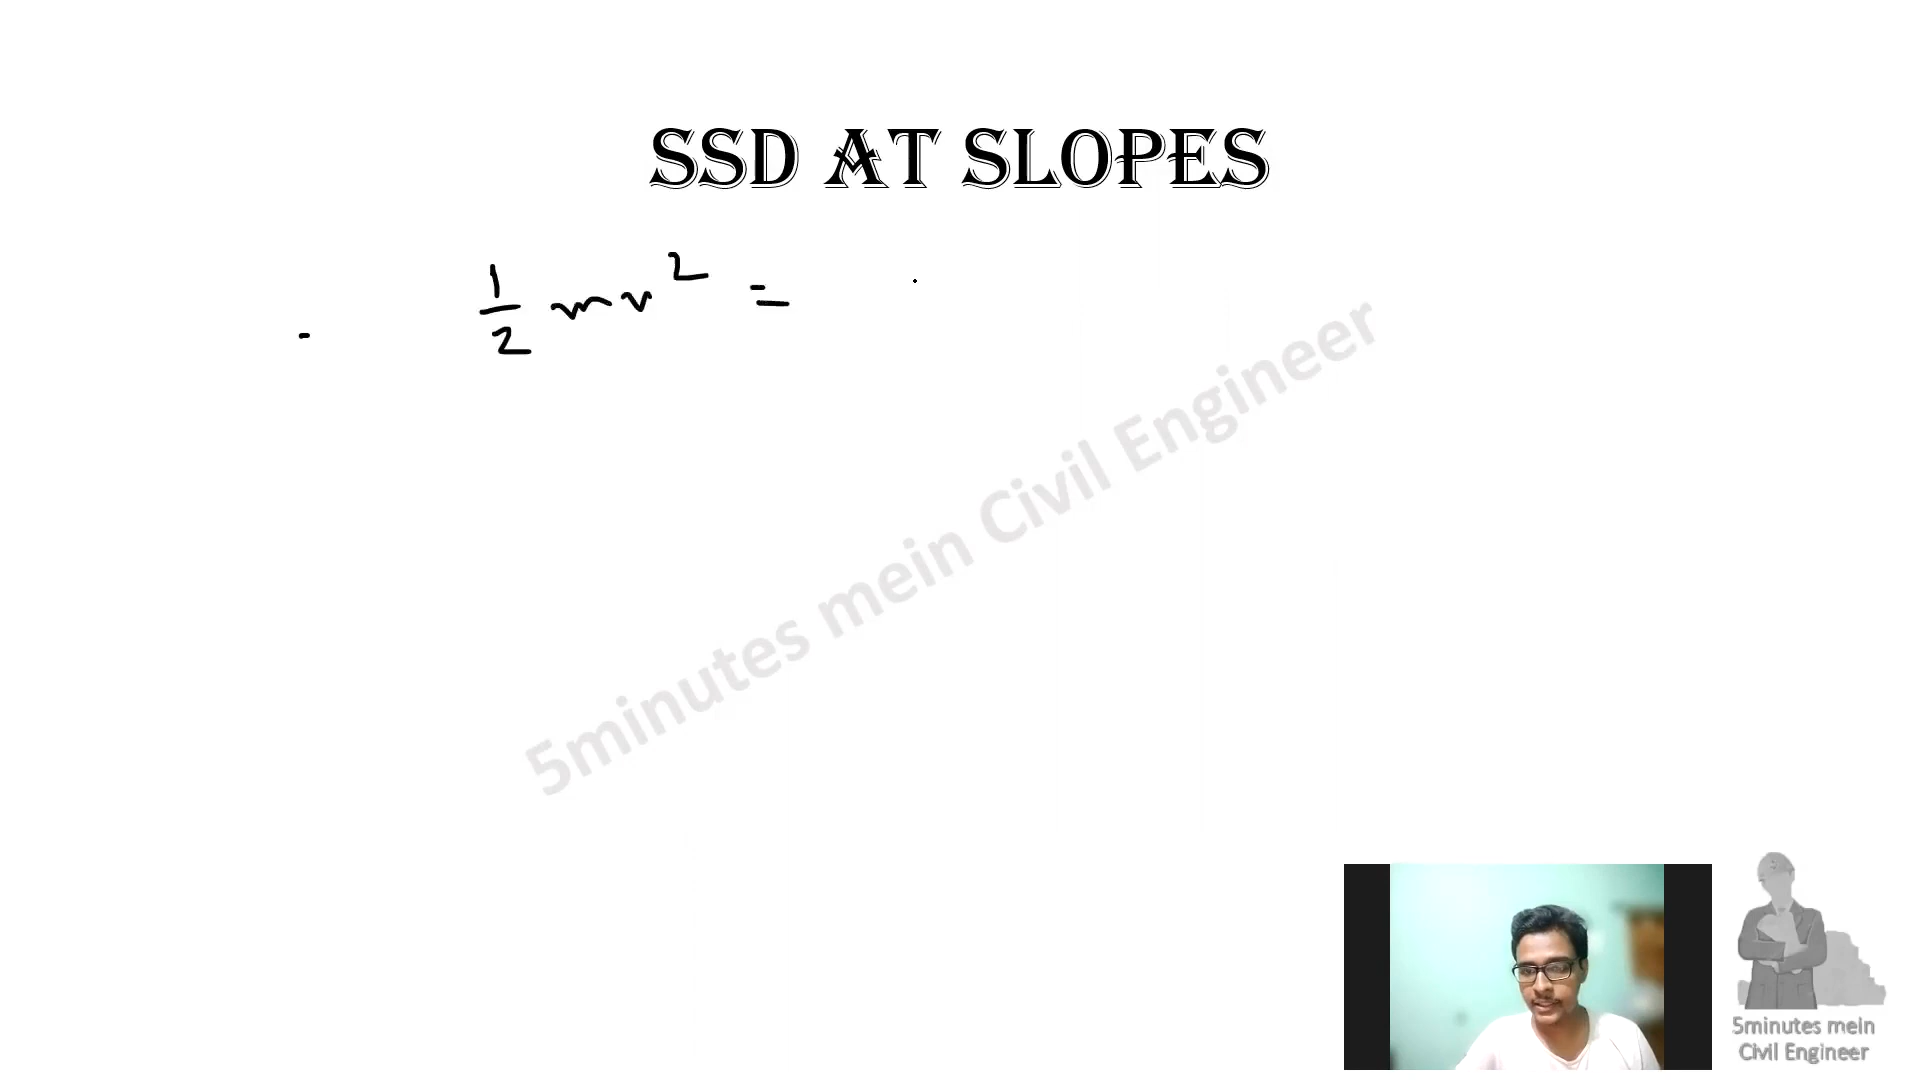 SSD AT SLOPES
1/2 mv² =
5minutes mein Civil Engineer
5minutes mein
Civil Engineer